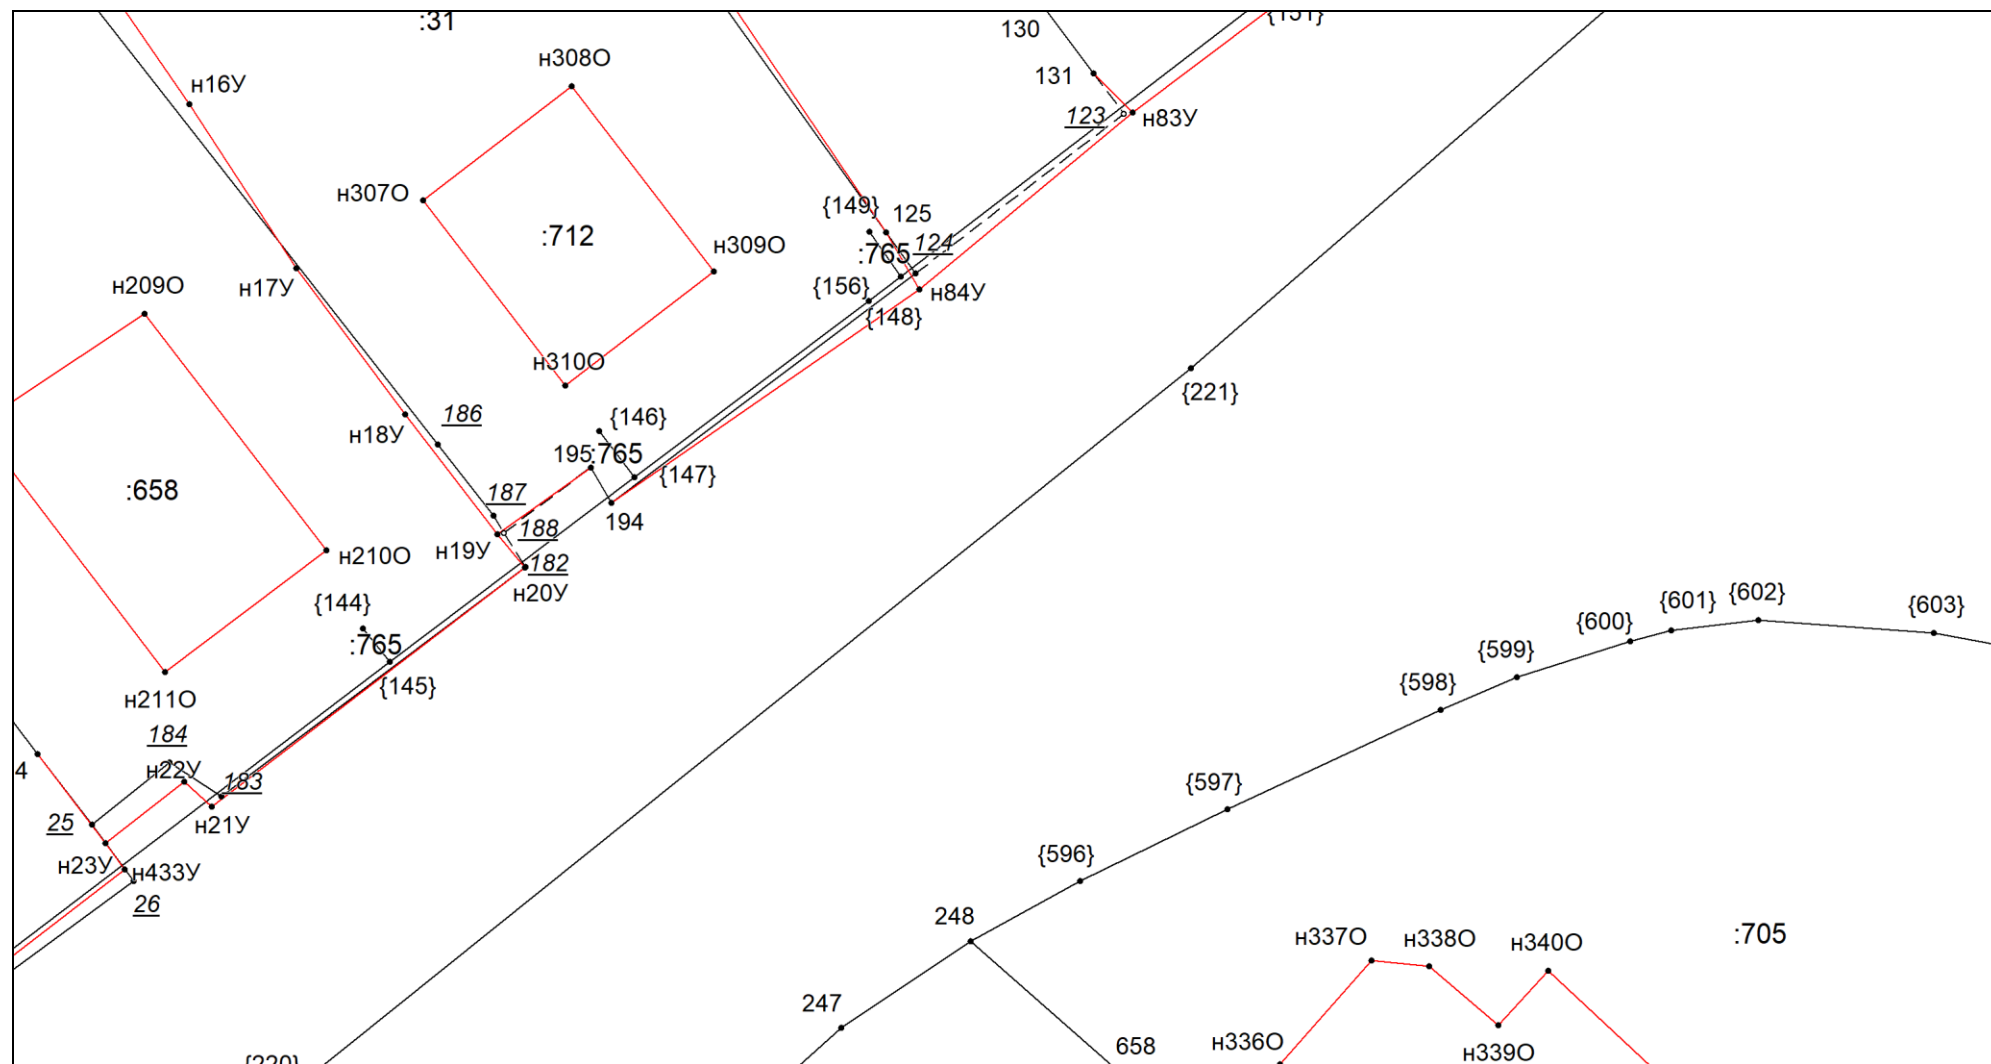 :31
{151}
130
н308О
131
н16У
123
н83У
н307О
{149}
125
:712
124
н309О
:765
н17У
{156}
н84У
н209О
{148}
н310О
{221}
186
{146}
н18У
195
:765
{147}
:658
187
194
188
н19У
н210О
182
н20У
{144}
{601}
{602}
{603}
{600}
:765
{599}
{145}
{598}
н211О
184
4
н22У
183
{597}
25
н21У
{596}
н23У
н433У
26
248
:705
н337О
н338О
н340О
247
н336О
658
н339О
{220}